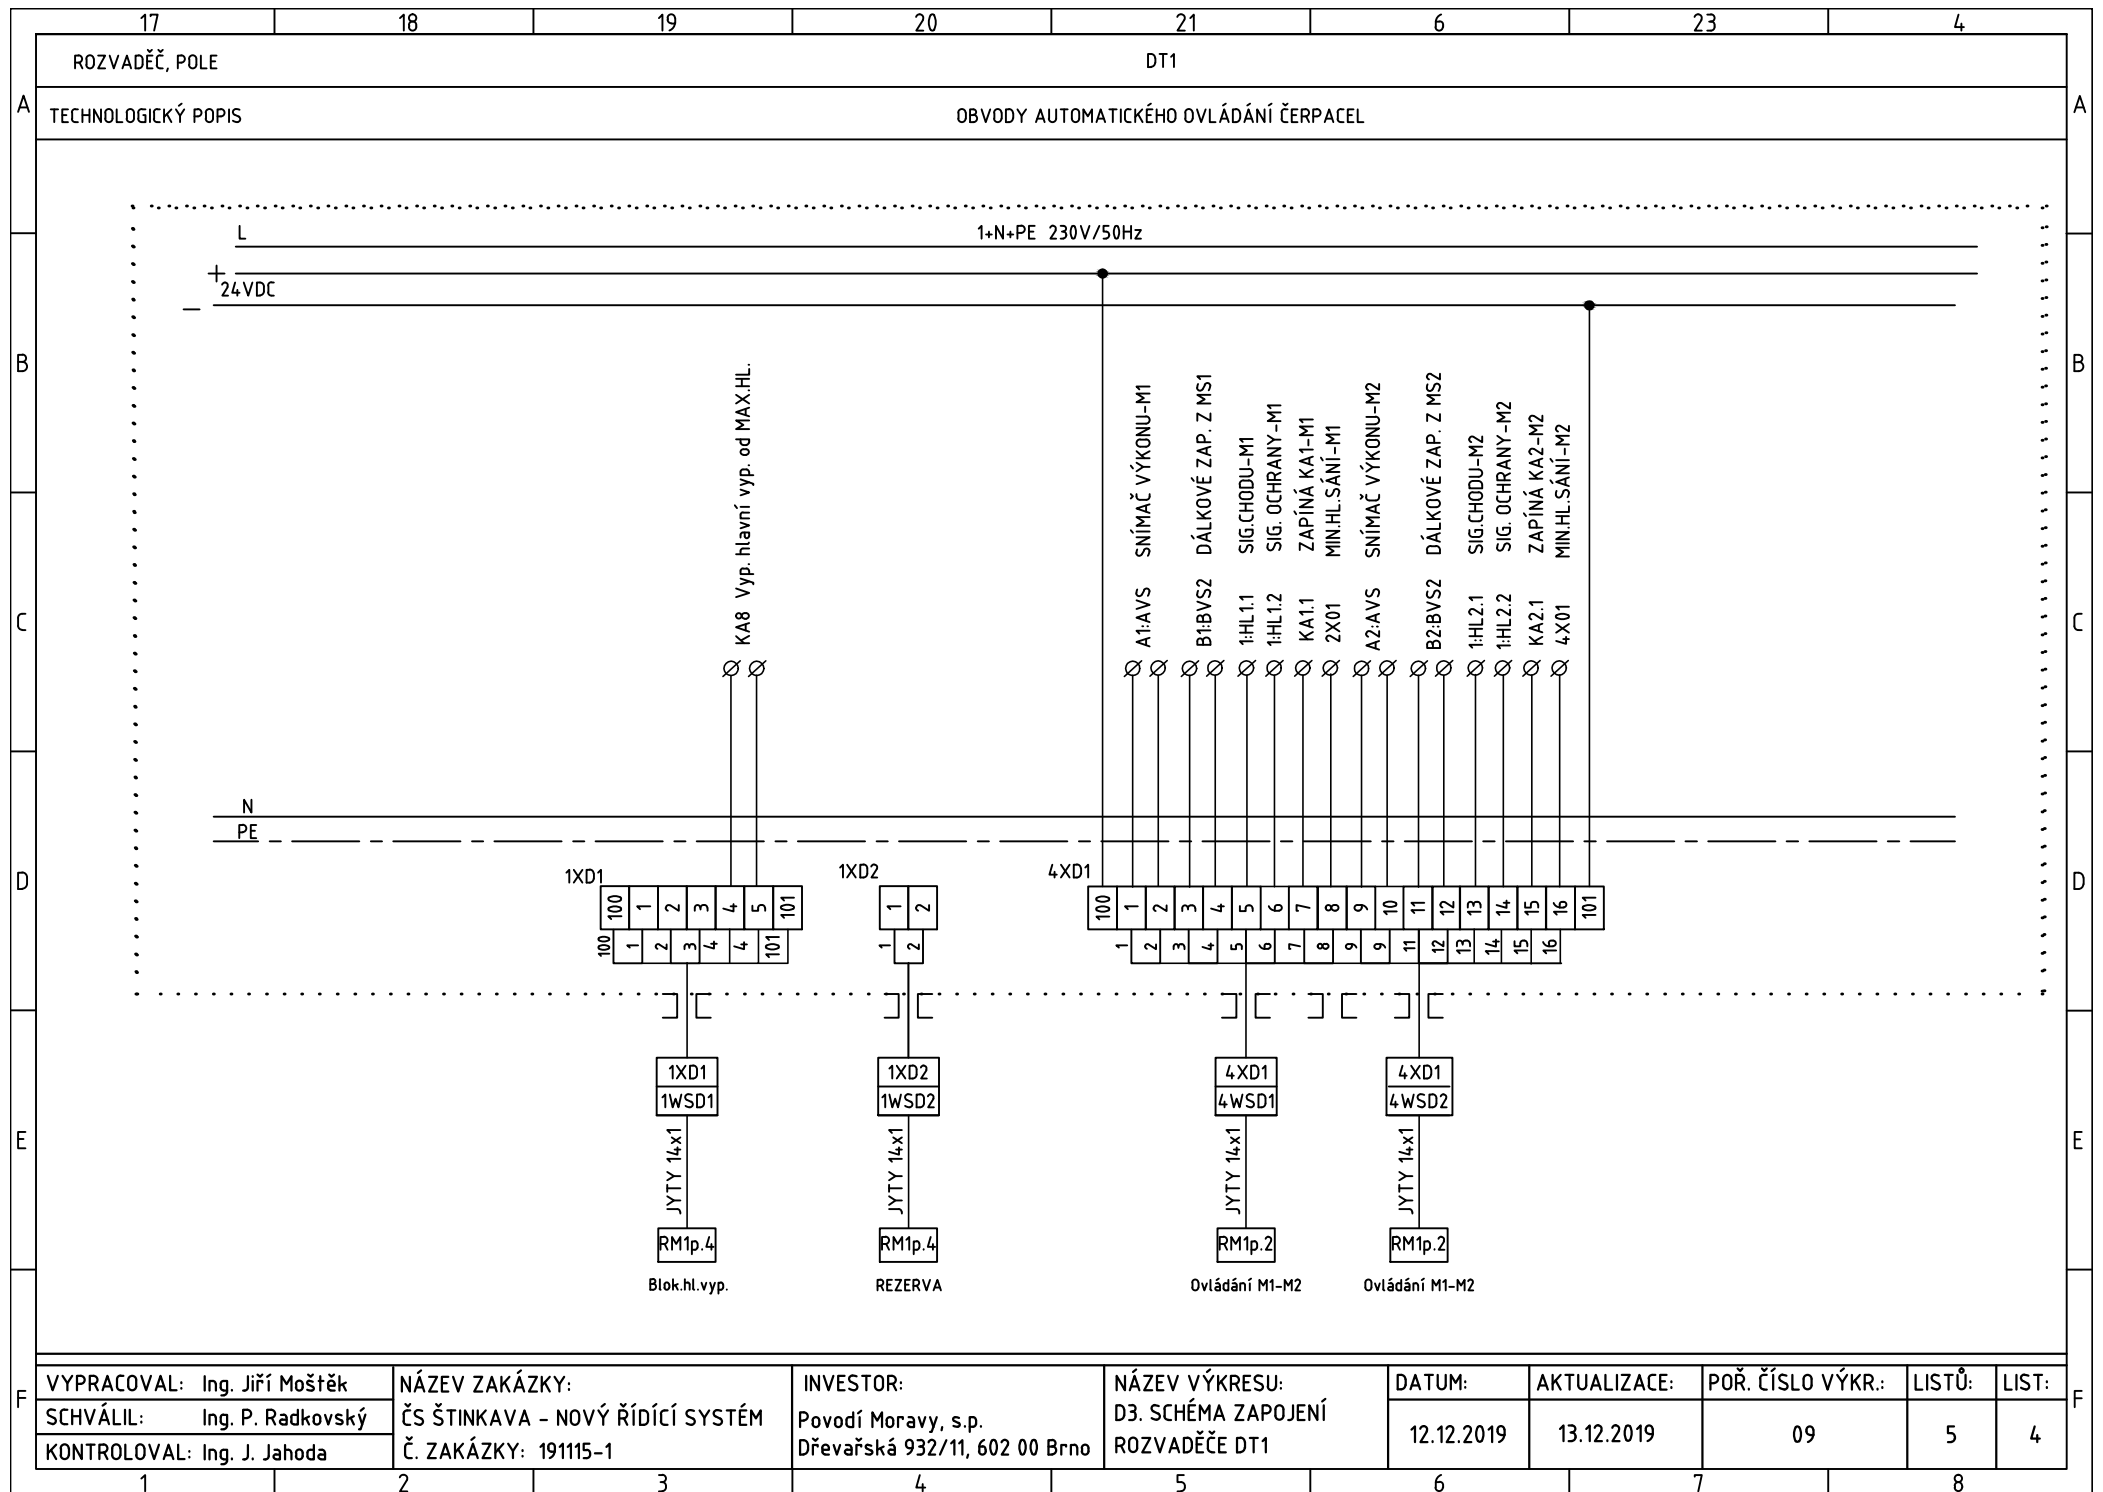 17 18 19 20 21 6 23 4
ROZVADĚČ, POLE DT1
A A
TECHNOLOGICKÝ POPIS OBVODY AUTOMATICKÉHO OVLÁDÁNÍ ČERPACEL
L 1+N+PE 230V/50Hz
+
24VDC
–
B B
KA8 Vyp. hlavní vyp. od MAX.HL.
A1:AVS SNÍMAČ VÝKONU-M1
B1:BVS2 DÁLKOVÉ ZAP. Z MS1
1:HL1.1 SIG.CHODU-M1
1:HL1.2 SIG. OCHRANY-M1
KA1.1 ZAPÍNÁ KA1-M1
2X01 MIN.HL.SÁNÍ-M1
A2:AVS SNÍMAČ VÝKONU-M2
B2:BVS2 DÁLKOVÉ ZAP. Z MS2
1:HL2.1 SIG.CHODU-M2
1:HL2.2 SIG. OCHRANY-M2
KA2.1 ZAPÍNÁ KA2-M2
4X01 MIN.HL.SÁNÍ-M2
C C
N
PE
D D
1XD1 1XD2 4XD1
100 1 2 3 4 5 101 1 2 100 1 2 3 4 5 6 7 8 9 10 11 12 13 14 15 16 101
100 1 2 3 4 4 101 1 2 1 2 3 4 5 6 7 8 9 9 11 12 13 14 15 16
1XD1 1XD2 4XD1 4XD1
1WSD1 1WSD2 4WSD1 4WSD2
E E
JYTY 14x1 JYTY 14x1 JYTY 14x1 JYTY 14x1
RM1p.4 RM1p.4 RM1p.2 RM1p.2
Blok.hl.vyp. REZERVA Ovládání M1-M2 Ovládání M1-M2
F F
VYPRACOVAL: Ing. Jiří Moštěk
SCHVÁLIL: Ing. P. Radkovský
KONTROLOVAL: Ing. J. Jahoda
NÁZEV ZAKÁZKY:
ČS ŠTINKAVA - NOVÝ ŘÍDÍCÍ SYSTÉM
Č. ZAKÁZKY: 191115-1
INVESTOR:
Povodí Moravy, s.p.
Dřevařská 932/11, 602 00 Brno
NÁZEV VÝKRESU:
D3. SCHÉMA ZAPOJENÍ
ROZVADĚČE DT1
DATUM:
12.12.2019
AKTUALIZACE:
13.12.2019
POŘ. ČÍSLO VÝKR.:
09
LISTŮ:
5
LIST:
4
1 2 3 4 5 6 7 8